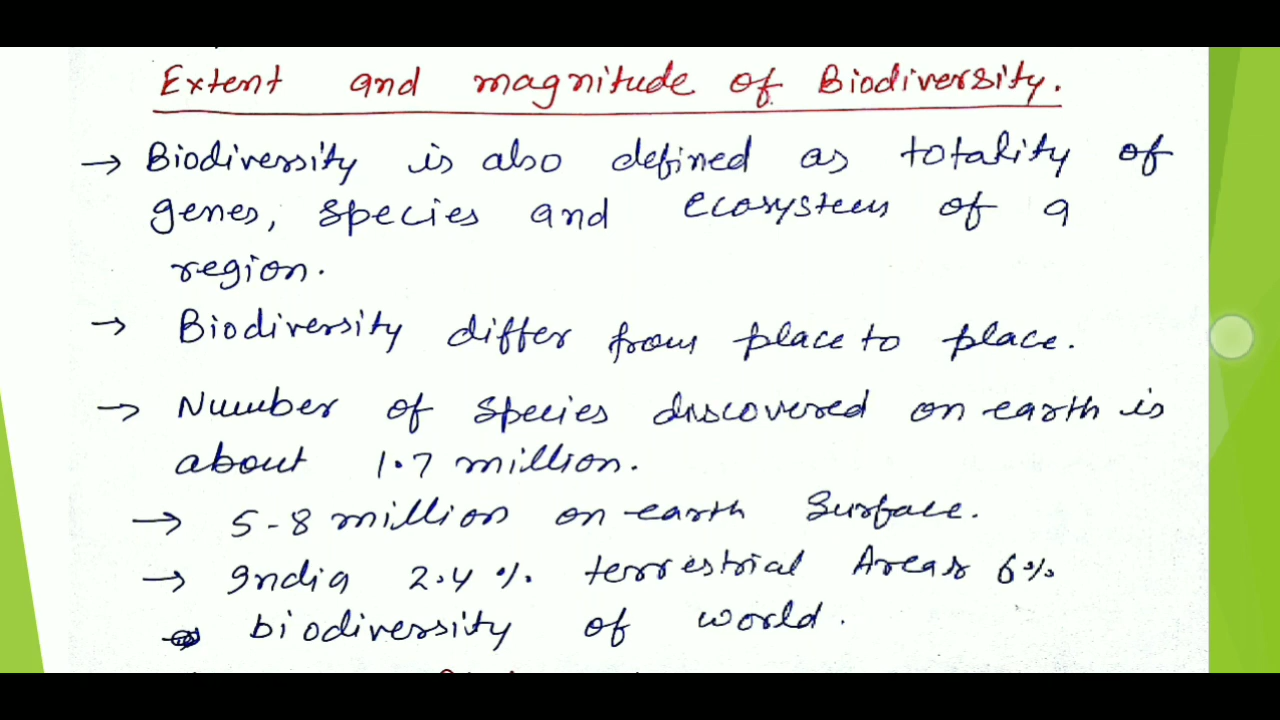 Extent and magnitude of Biodiversity.
→ Biodiversity is also defined as totality of
genes, species and ecosystem of a
region.
→ Biodiversity differ from place to place.
→ Number of species discovered on earth is
about 1.7 million.
→ 5-8 million on earth surface.
→ India 2.4 %. terrestrial Areas 6%
biodiversity of world.